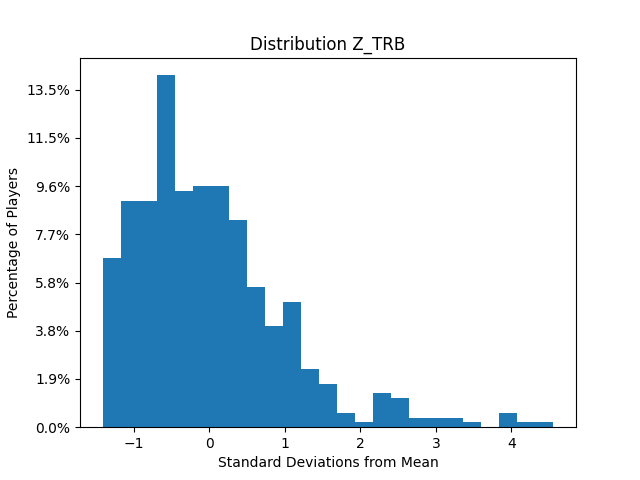 Distribution Z_TRB
13.5%
11.5%
9.6%
7.7%
5.8%
3.8%
1.9%
0.0%
Percentage of Players
−1 0 1 2 3 4
Standard Deviations from Mean